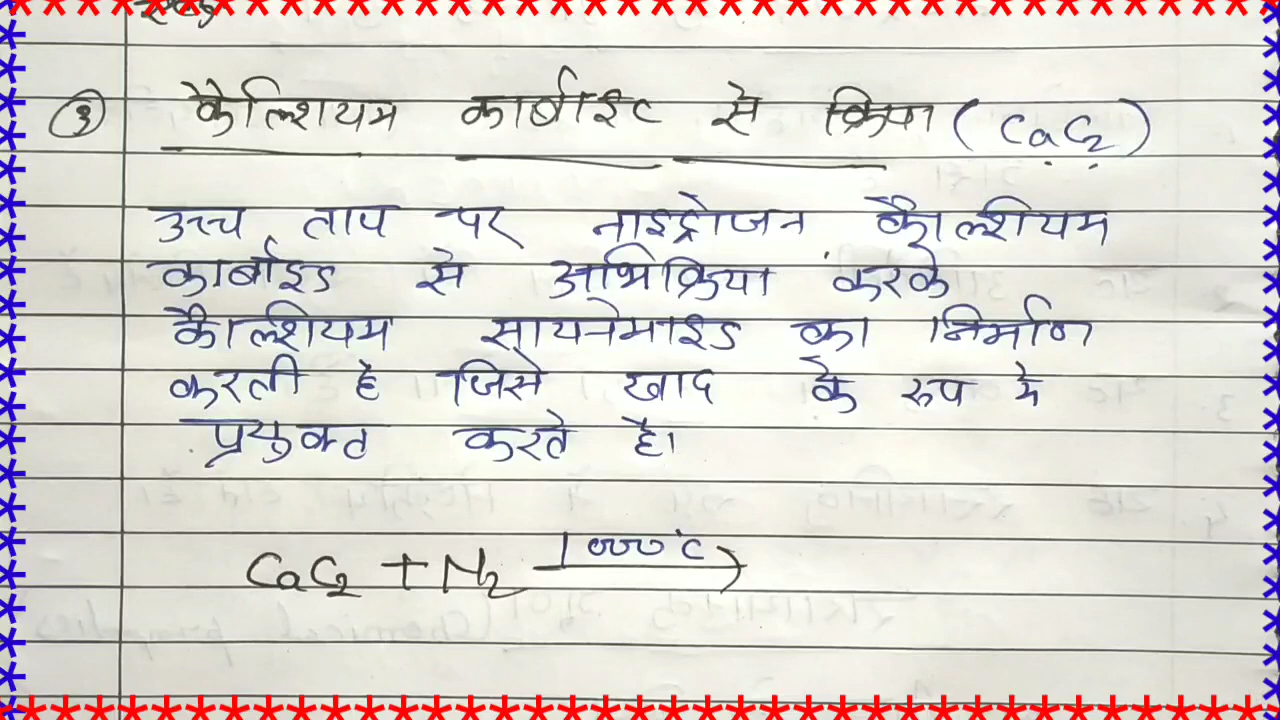 ③ कैल्शियम कार्बाइट से क्रिया (CaC₂)
उच्च ताप पर नाइट्रोजन कैल्शियम
कार्बाइड से अभिक्रिया करके
कैल्शियम सायनेमाइड का निर्माण
करती है जिसे खाद के रुप मे
प्रयुक्त करते है।
CaC₂ + N₂ 1000°C →